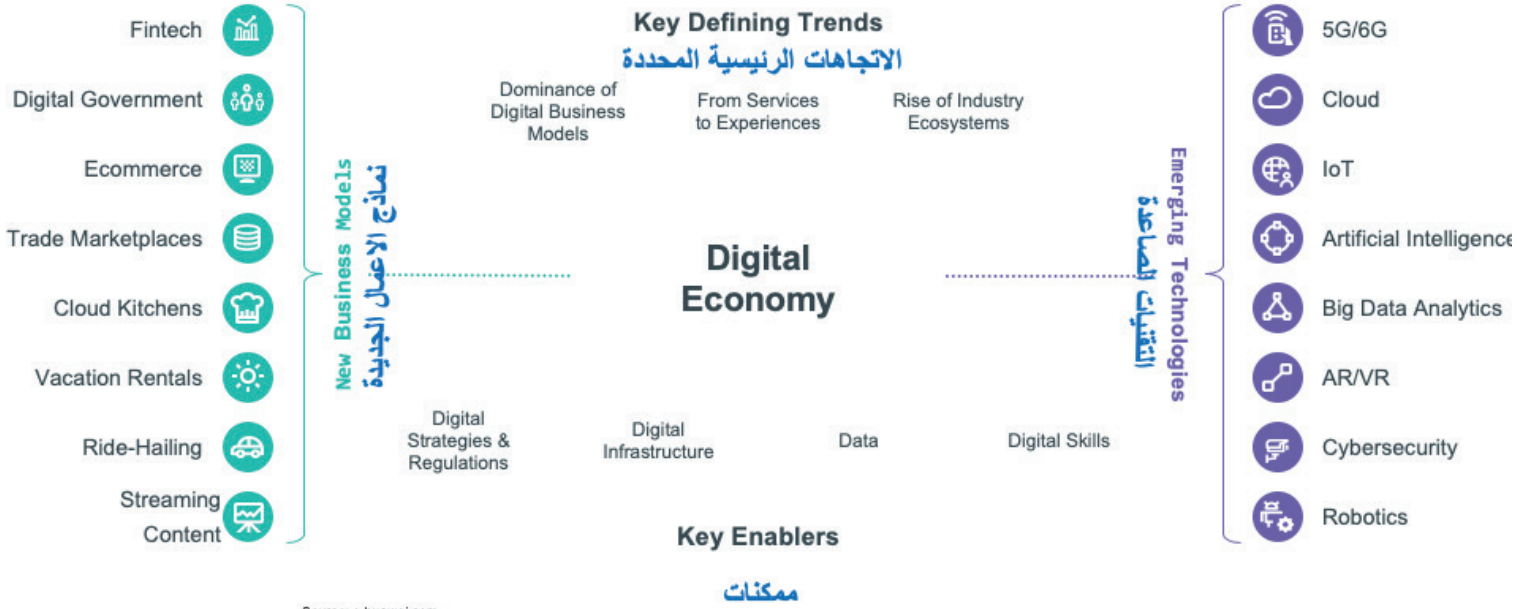 Key Defining Trends
الاتجاهات الرئيسية المحددة
Dominance of
Digital Business
Models
From Services
to Experiences
Rise of Industry
Ecosystems
Fintech
Digital Government
Ecommerce
Trade Marketplaces
Cloud Kitchens
Vacation Rentals
Ride-Hailing
Streaming
Content
New Business Models
نماذج الاعمال الجديدة
Digital
Economy
Emerging Technologies
التقنيات الصاعدة
5G/6G
Cloud
IoT
Artificial Intelligence
Big Data Analytics
AR/VR
Cybersecurity
Robotics
Digital
Strategies &
Regulations
Digital
Infrastructure
Data
Digital Skills
Key Enablers
ممكنات